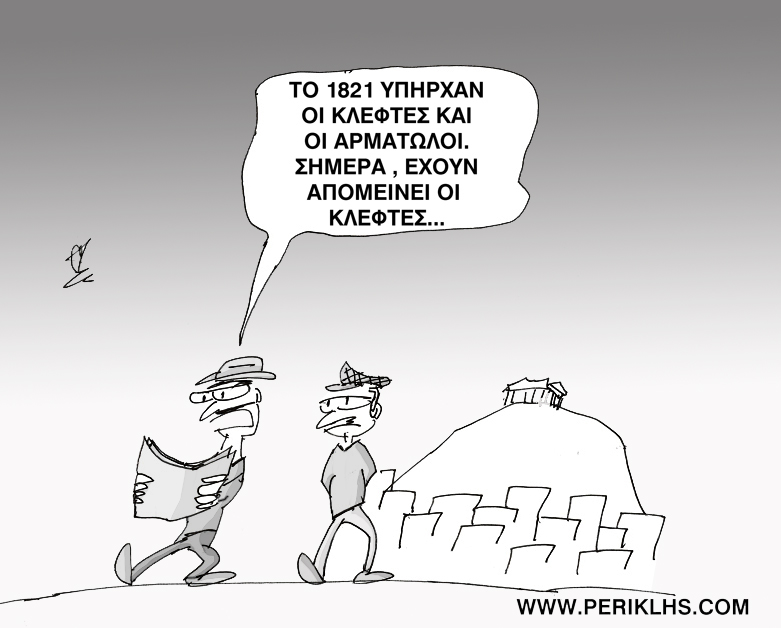 ΤΟ 1821 ΥΠΗΡΧΑΝ
ΟΙ ΚΛΕΦΤΕΣ ΚΑΙ
ΟΙ ΑΡΜΑΤΩΛΟΙ.
ΣΗΜΕΡΑ , ΕΧΟΥΝ
ΑΠΟΜΕΙΝΕΙ ΟΙ
ΚΛΕΦΤΕΣ...
WWW.PERIKLHS.COM